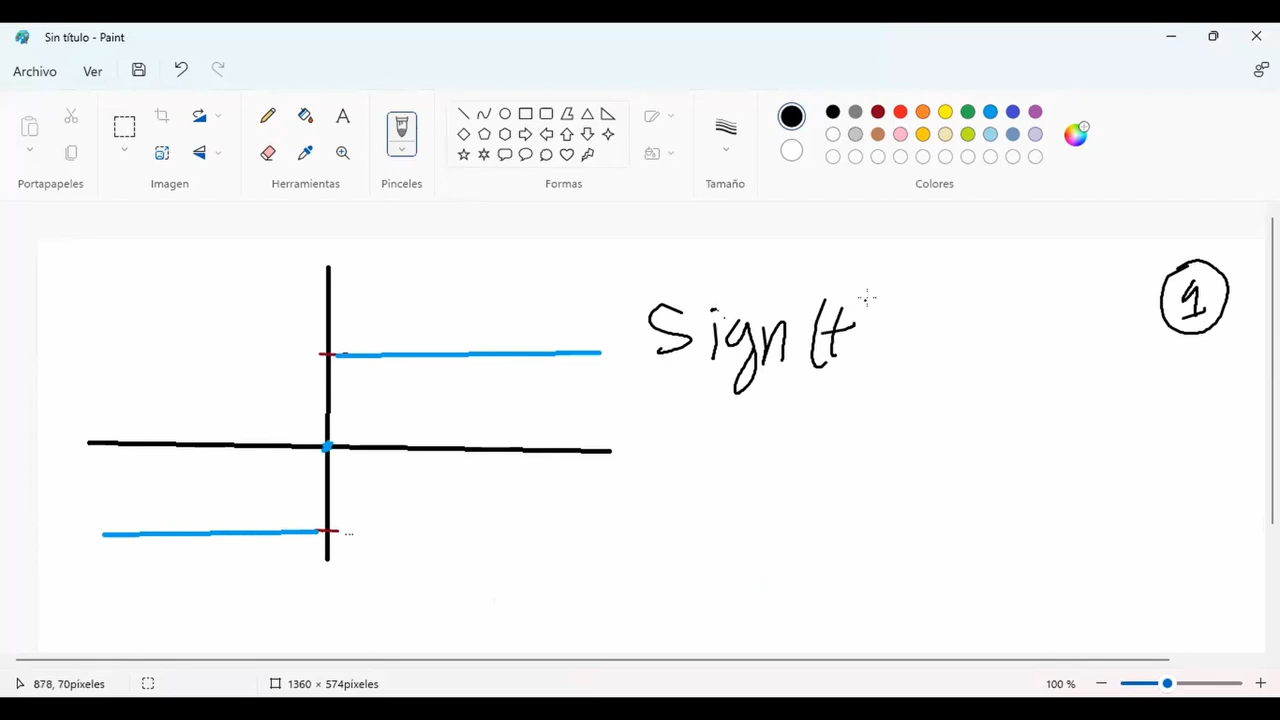 Sin título - Paint
Archivo Ver
Portapapeles Imagen Herramientas Pinceles Formas Tamaño Colores
Sign (t
1
878, 70píxeles 1360 × 574píxeles 100 %